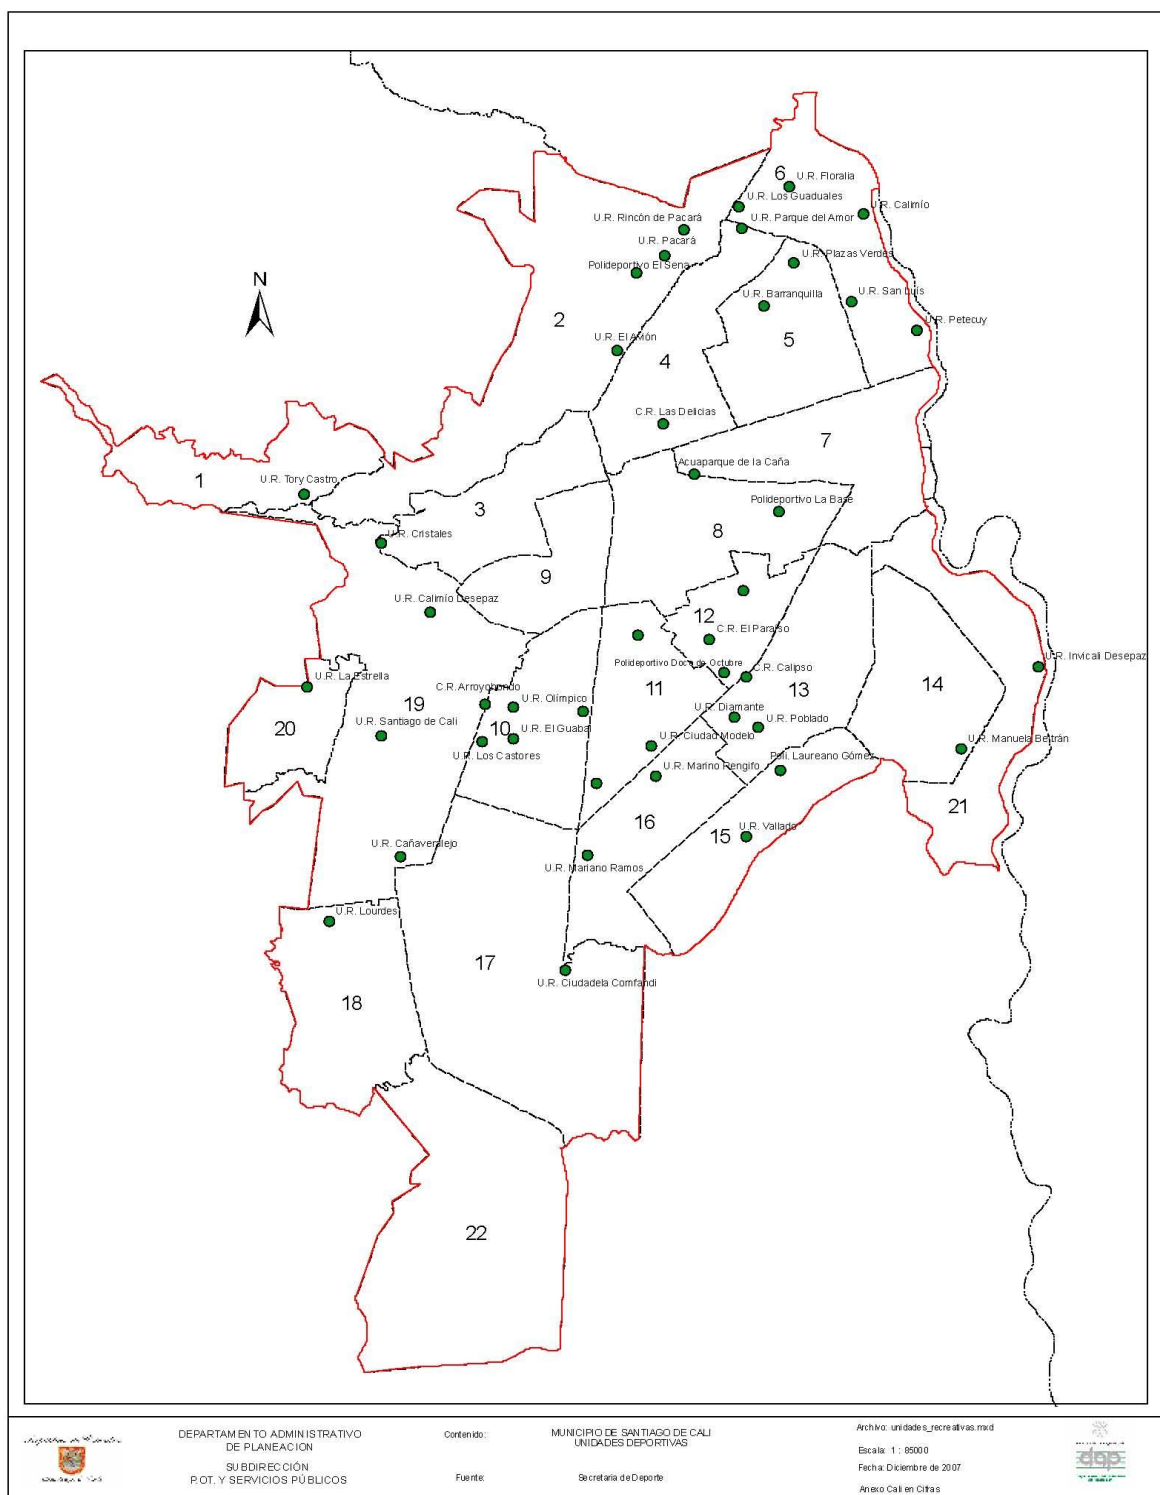 6
U.R. Floralia
U.R. Los Guaduales
U.R. Calimío
U.R. Rincón de Pacará
U.R. Parque del Amor
U.R. Pacará
U.R. Plazas Verdes
Polideportivo El Sena
N
U.R. Barranquilla
U.R. San Luís
2
U.R. Petecuy
5
U.R. El Avión
4
C.R. Las Delicias
7
Acuaparque de la Caña
1
U.R. Tory Castro
Polideportivo La Base
3
8
U.R. Cristales
9
U.R. Calimío Desepaz
12
C.R. El Paraíso
Polideportivo Doce de Octubre
C.R. Calipso
U.R. Invicali Desepaz
U.R. La Estrella
C.R. Arroyohondo
13
14
19
U.R. Olímpico
11
U.R. Diamante
20
U.R. Santiago de Cali
10
U.R. El Guabal
U.R. Poblado
U.R. Los Castores
U.R. Ciudad Modelo
U.R. Manuela Beltrán
Poli. Laureano Gómez
U.R. Marino Rengifo
21
16
15
U.R. Vallado
U.R. Cañaveralejo
U.R. Mariano Ramos
U.R. Lourdes
17
U.R. Ciudadela Comfandi
18
22
DEPARTAMENTO ADMINISTRATIVO
DE PLANEACION
SUBDIRECCIÓN
P.O.T. Y SERVICIOS PÚBLICOS
Contenido:
MUNICIPIO DE SANTIAGO DE CALI
UNIDADES DEPORTIVAS
Fuente:
Secretaria de Deporte
Archivo: unidades_recreativas.mxd
Escala: 1 : 85000
Fecha: Diciembre de 2007
Anexo Cali en Cifras
dap